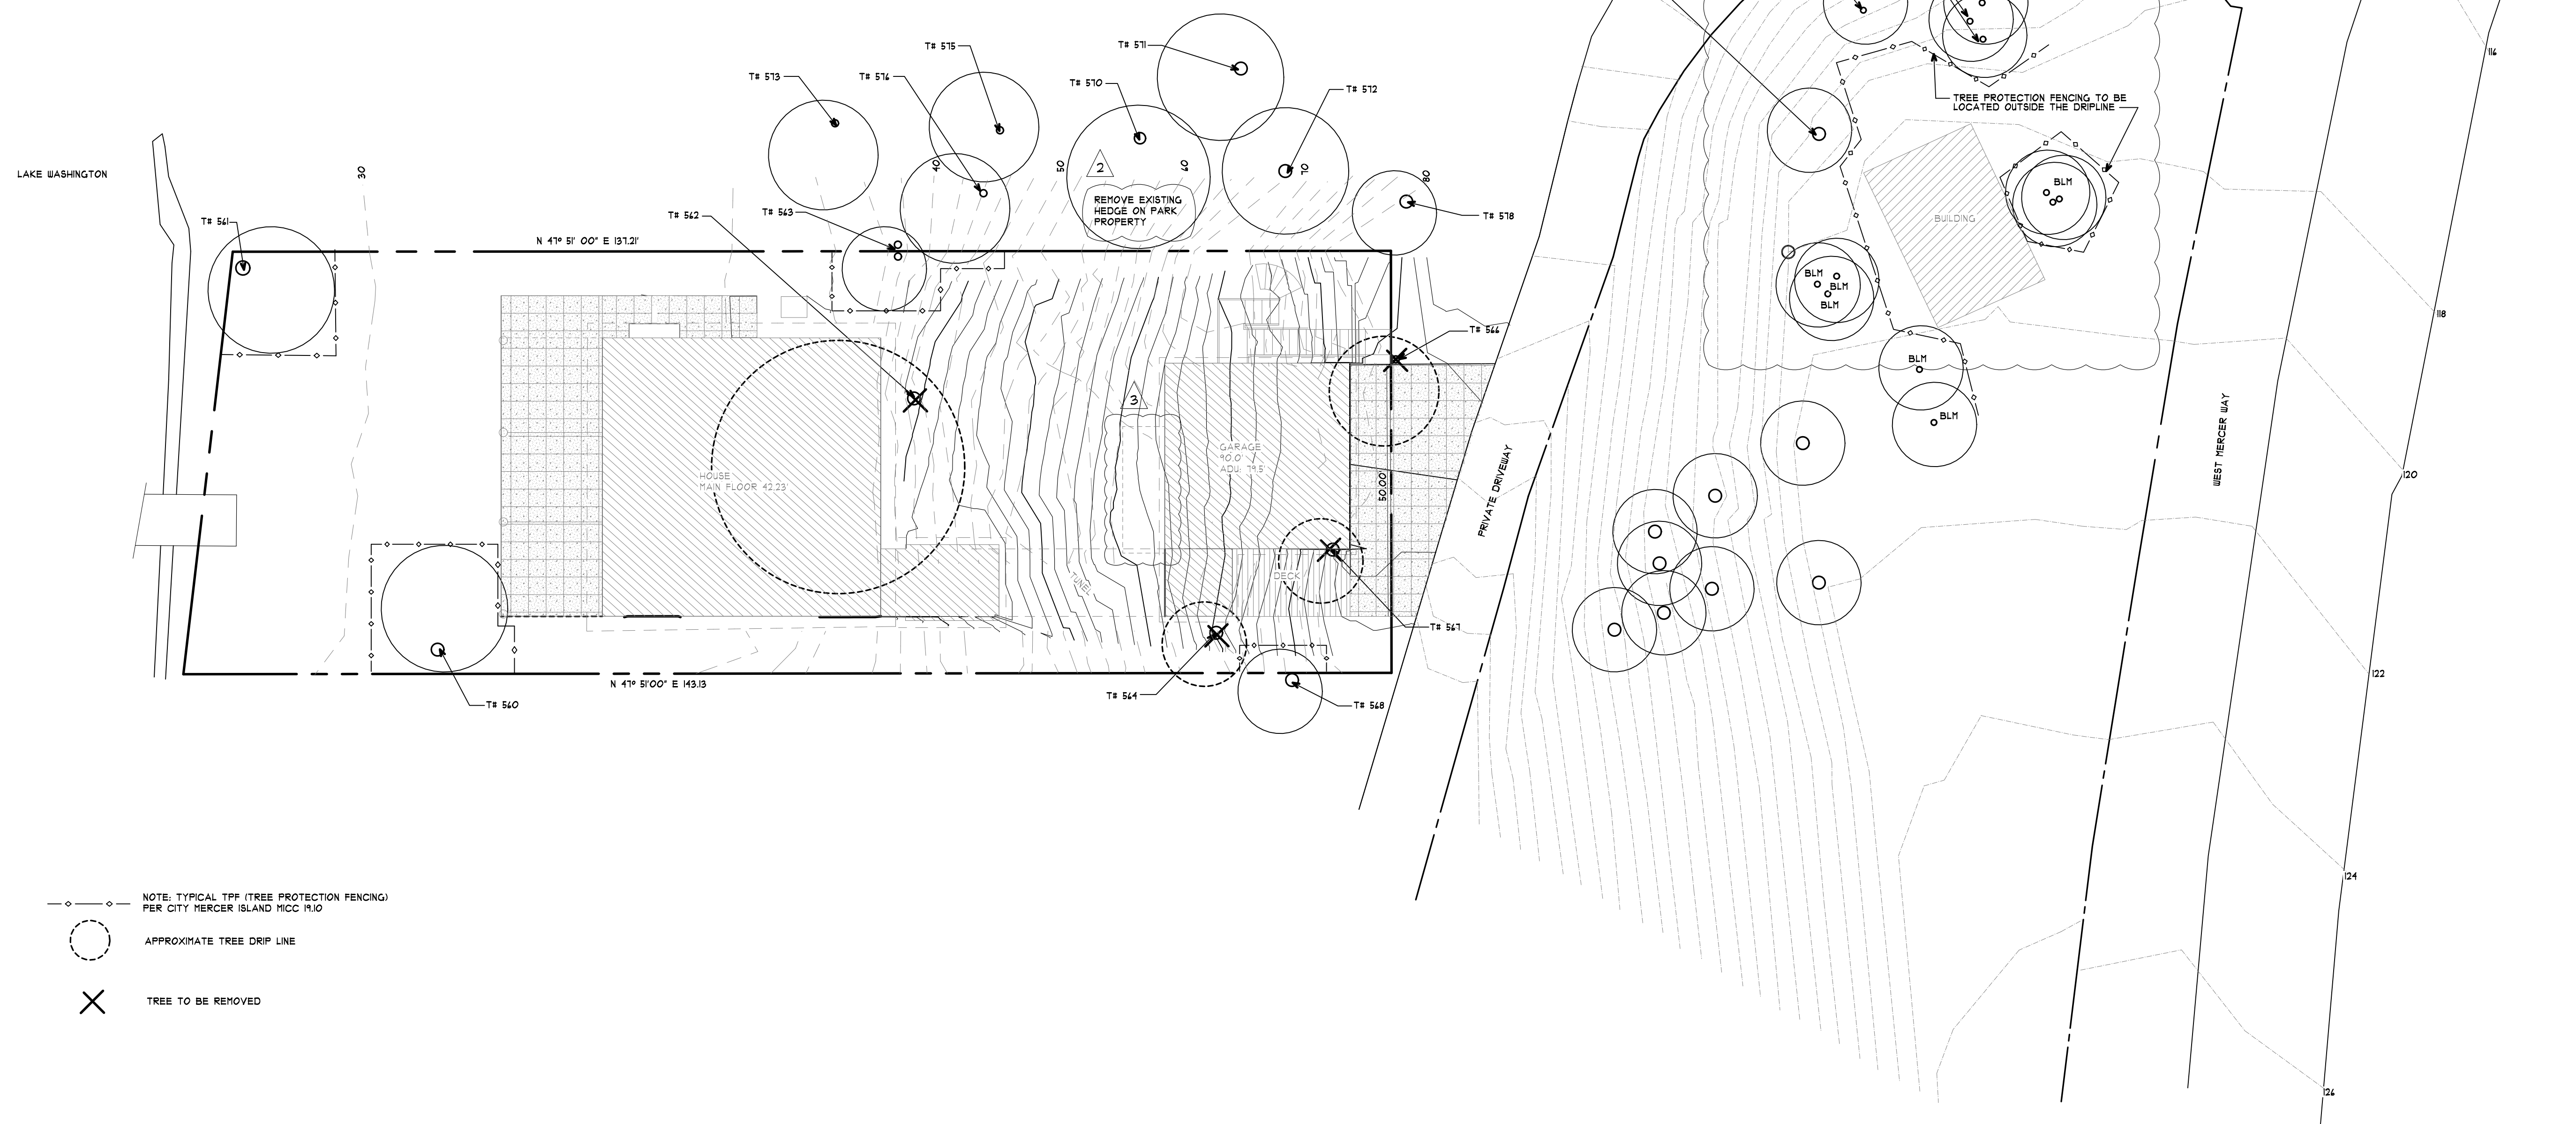 T# 575
T# 571
T# 573
T# 576
T# 570
T# 572
116
TREE PROTECTION FENCING TO BE
LOCATED OUTSIDE THE DRIPLINE
LAKE WASHINGTON
30
40
50
2
60
70
80
BLM
REMOVE EXISTING
HEDGE ON PARK
PROPERTY
T# 561
T# 562
T# 563
T# 578
BUILDING
N 47° 51' 00" E 137.21'
BLM
BLM
BLM
118
T# 566
BLM
3
BLM
WEST MERCER WAY
GARAGE
90.0'
ADU: 79.5'
HOUSE
MAIN FLOOR 42.23'
50.00
PRIVATE DRIVEWAY
120
DECK
T# 567
122
N 47° 51'00" E 143.13
T# 564
T# 560
T# 568
124
NOTE: TYPICAL TPF (TREE PROTECTION FENCING)
PER CITY MERCER ISLAND MICC 19.10
APPROXIMATE TREE DRIP LINE
TREE TO BE REMOVED
126